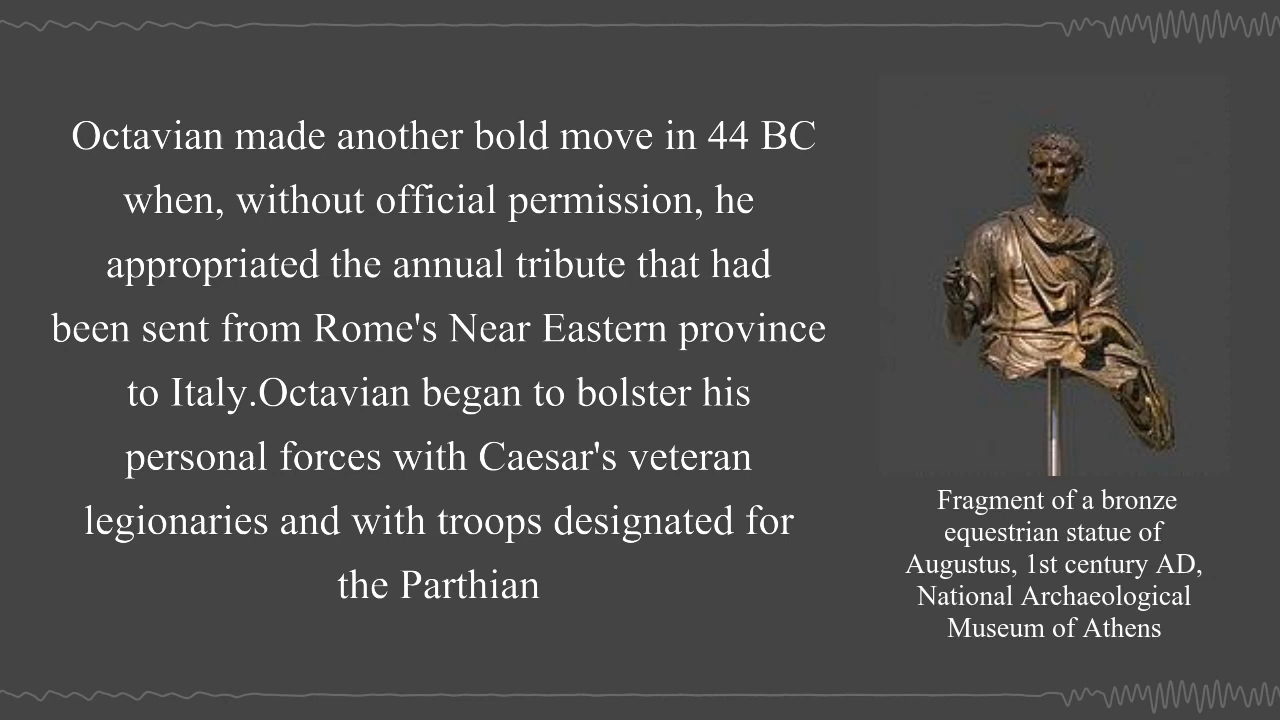 Octavian made another bold move in 44 BC
when, without official permission, he
appropriated the annual tribute that had
been sent from Rome's Near Eastern province
to Italy.Octavian began to bolster his
personal forces with Caesar's veteran
legionaries and with troops designated for
the Parthian
Fragment of a bronze
equestrian statue of
Augustus, 1st century AD,
National Archaeological
Museum of Athens